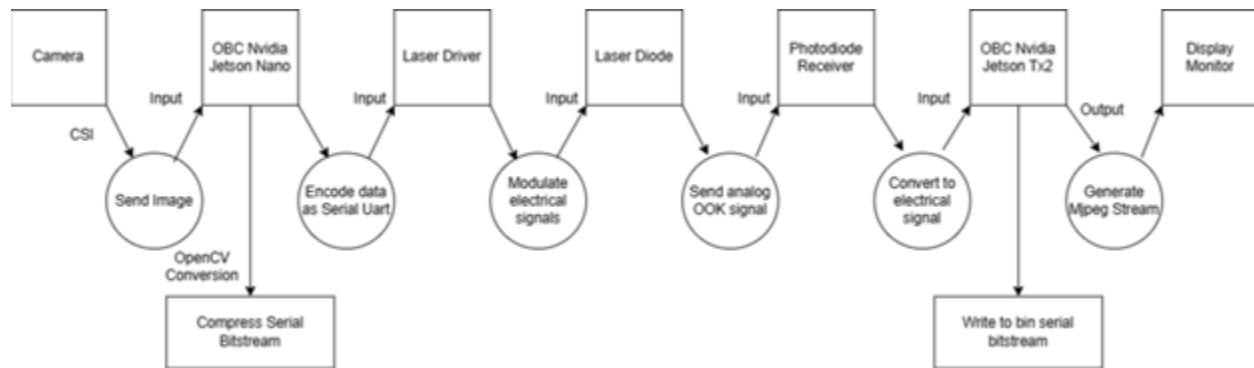 Camera
OBC Nvidia
Jetson Nano
Laser Driver
Laser Diode
Photodiode
Receiver
OBC Nvidia
Jetson Tx2
Display
Monitor
Input
Input
Input
Input
Input
Output
CSI
Send Image
Encode data
as Serial Uart
Modulate
electrical
signals
Send analog
OOK signal
Convert to
electrical
signal
Generate
Mjpeg Stream
OpenCV
Conversion
Compress Serial
Bitstream
Write to bin serial
bitstream